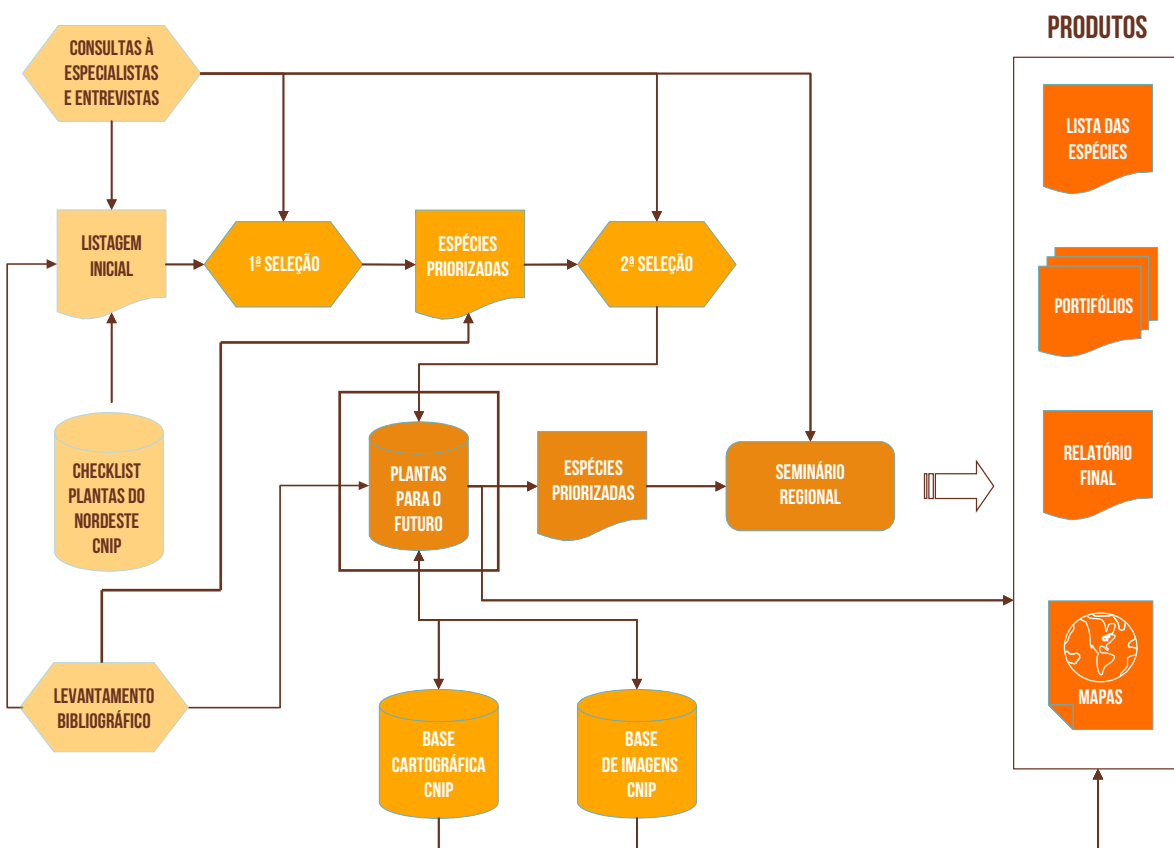 PRODUTOS
CONSULTAS À
ESPECIALISTAS
E ENTREVISTAS
LISTA DAS
ESPÉCIES
LISTAGEM
INICIAL
1ª SELEÇÃO
ESPÉCIES
PRIORIZADAS
2ª SELEÇÃO
PORTIFÓLIOS
CHECKLIST
PLANTAS DO
NORDESTE
CNIP
PLANTAS
PARA O
FUTURO
ESPÉCIES
PRIORIZADAS
SEMINÁRIO
REGIONAL
RELATÓRIO
FINAL
LEVANTAMENTO
BIBLIOGRÁFICO
BASE
CARTOGRÁFICA
CNIP
BASE
DE IMAGENS
CNIP
MAPAS